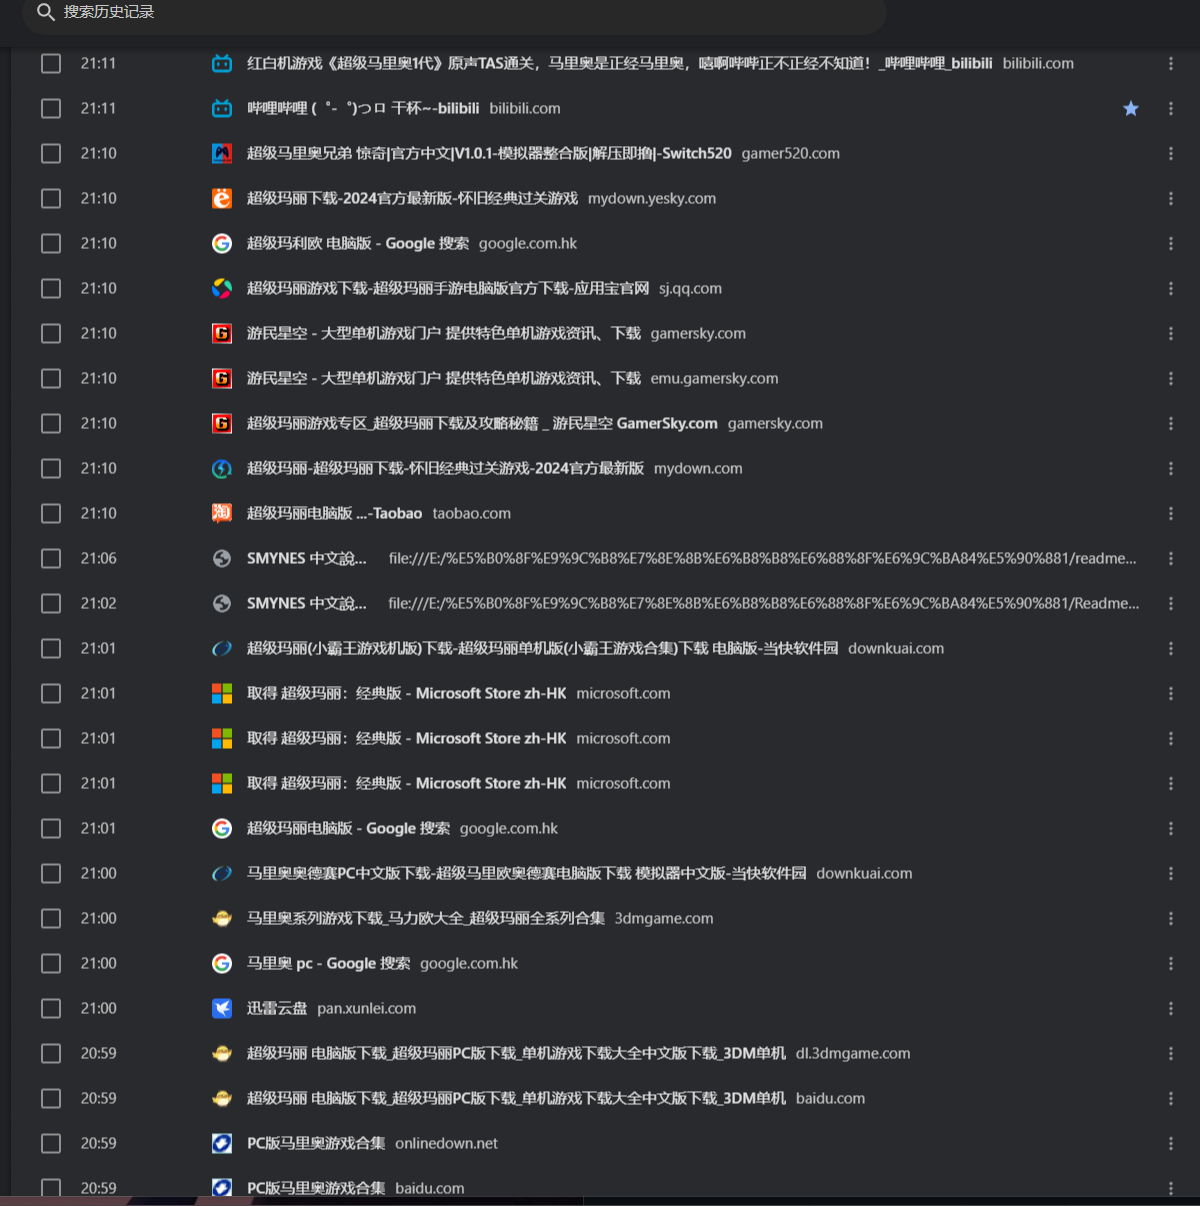 搜索历史记录
21:11 红白机游戏《超级马里奥1代》原声TAS通关，马里奥是正经马里奥，嘻啊哔哔正不正经不知道！_哔哩哔哩_bilibili bilibili.com
21:11 哔哩哔哩 (゜-゜)つロ 干杯~-bilibili bilibili.com
21:10 超级马里奥兄弟 惊奇|官方中文|V1.0.1-模拟器整合版|解压即撸|-Switch520 gamer520.com
21:10 超级玛丽下载-2024官方最新版-怀旧经典过关游戏 mydown.yesky.com
21:10 超级玛利欧 电脑版 - Google 搜索 google.com.hk
21:10 超级玛丽游戏下载-超级玛丽手游电脑版官方下载-应用宝官网 sj.qq.com
21:10 游民星空 - 大型单机游戏门户 提供特色单机游戏资讯、下载 gamersky.com
21:10 游民星空 - 大型单机游戏门户 提供特色单机游戏资讯、下载 emu.gamersky.com
21:10 超级玛丽游戏专区_超级玛丽下载及攻略秘籍 _ 游民星空 GamerSky.com gamersky.com
21:10 超级玛丽-超级玛丽下载-怀旧经典过关游戏-2024官方最新版 mydown.com
21:10 淘 超级玛丽电脑版 ...-Taobao taobao.com
21:06 SMYNES 中文說... file:///E:/%E5%B0%8F%E9%9C%B8%E7%8E%8B%E6%B8%B8%E6%88%8F%E6%9C%BA84%E5%90%881/readme...
21:02 SMYNES 中文說... file:///E:/%E5%B0%8F%E9%9C%B8%E7%8E%8B%E6%B8%B8%E6%88%8F%E6%9C%BA84%E5%90%881/Readme...
21:01 超级玛丽(小霸王游戏机版)下载-超级玛丽单机版(小霸王游戏合集)下载 电脑版-当快软件园 downkuai.com
21:01 取得 超级玛丽：经典版 - Microsoft Store zh-HK microsoft.com
21:01 取得 超级玛丽：经典版 - Microsoft Store zh-HK microsoft.com
21:01 取得 超级玛丽：经典版 - Microsoft Store zh-HK microsoft.com
21:01 超级玛丽电脑版 - Google 搜索 google.com.hk
21:00 马里奥奥德赛PC中文版下载-超级马里欧奥德赛电脑版下载 模拟器中文版-当快软件园 downkuai.com
21:00 马里奥系列游戏下载_马力欧大全_超级玛丽全系列合集 3dmgame.com
21:00 马里奥 pc - Google 搜索 google.com.hk
21:00 迅雷云盘 pan.xunlei.com
20:59 超级玛丽 电脑版下载_超级玛丽PC版下载_单机游戏下载大全中文版下载_3DM单机 dl.3dmgame.com
20:59 超级玛丽 电脑版下载_超级玛丽PC版下载_单机游戏下载大全中文版下载_3DM单机 baidu.com
20:59 PC版马里奥游戏合集 onlinedown.net
20:59 PC版马里奥游戏合集 baidu.com